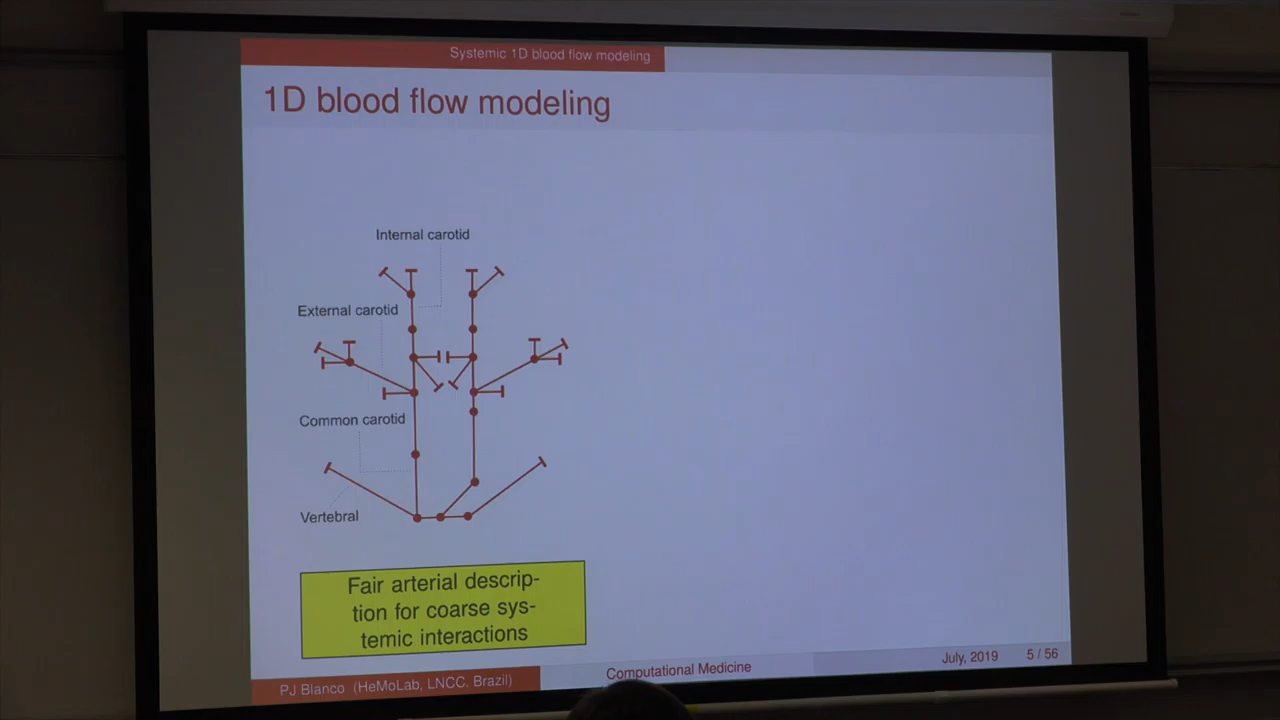 Systemic 1D blood flow modeling
1D blood flow modeling
Internal carotid
External carotid
Common carotid
Vertebral
Fair arterial descrip-
tion for coarse sys-
temic interactions
PJ Blanco (HeMoLab, LNCC, Brazil)
Computational Medicine
July, 2019
5 / 56